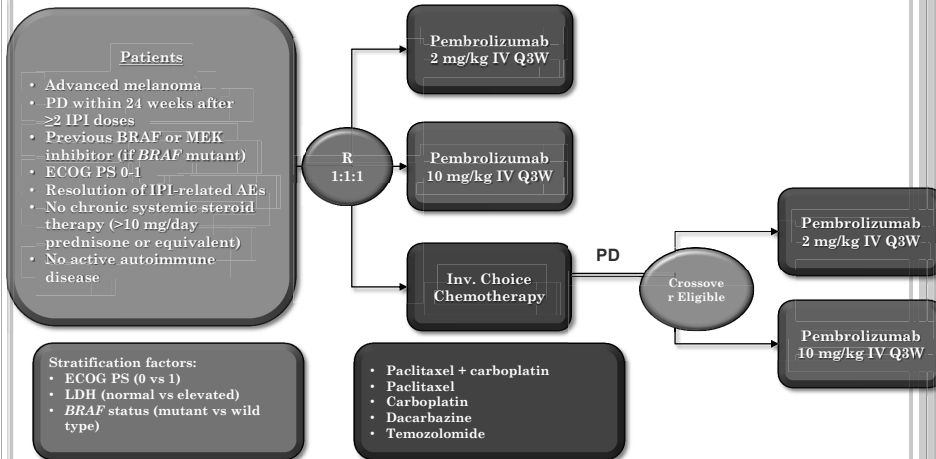 Patients
• Advanced melanoma
• PD within 24 weeks after
≥2 IPI doses
• Previous BRAF or MEK
inhibitor (if BRAF mutant)
• ECOG PS 0-1
• Resolution of IPI-related AEs
• No chronic systemic steroid
therapy (>10 mg/day
prednisone or equivalent)
• No active autoimmune
disease
R
1:1:1
Pembrolizumab
2 mg/kg IV Q3W
Pembrolizumab
10 mg/kg IV Q3W
Inv. Choice
Chemotherapy
PD
Crossove
r Eligible
Pembrolizumab
2 mg/kg IV Q3W
Pembrolizumab
10 mg/kg IV Q3W
Stratification factors:
• ECOG PS (0 vs 1)
• LDH (normal vs elevated)
• BRAF status (mutant vs wild
type)
• Paclitaxel + carboplatin
• Paclitaxel
• Carboplatin
• Dacarbazine
• Temozolomide